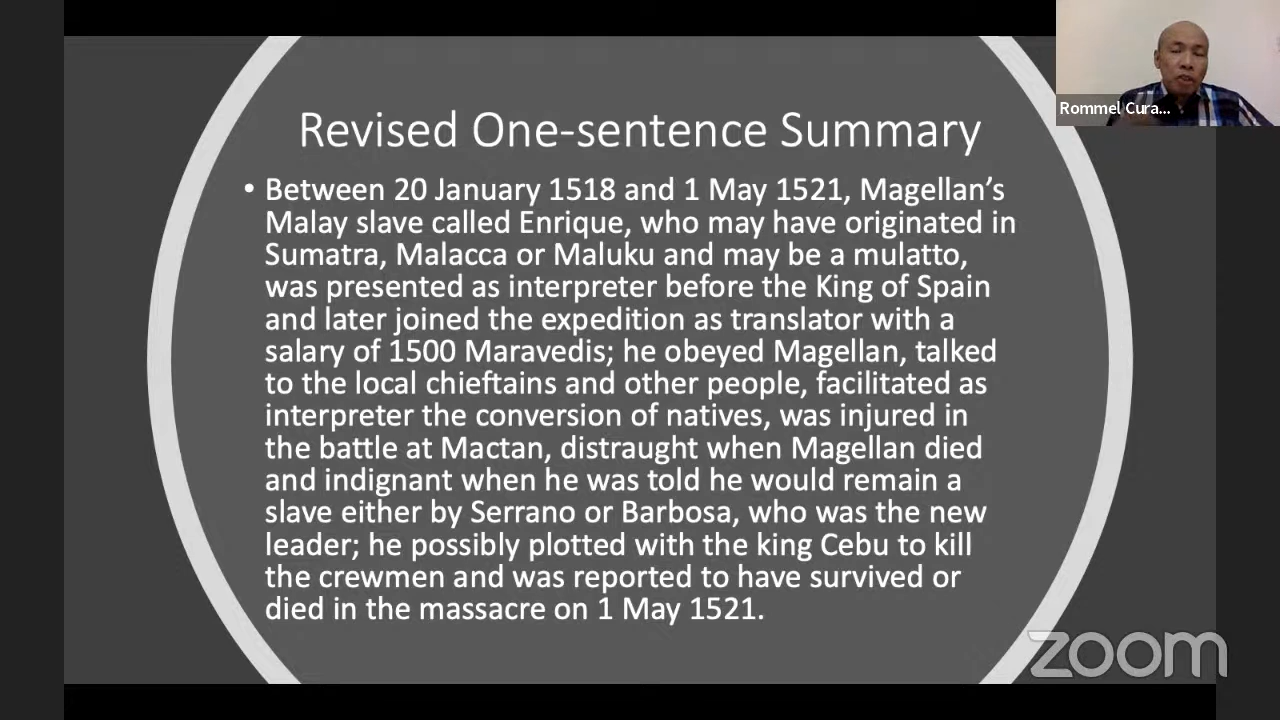 Rommel Cura...
Revised One-sentence Summary
• Between 20 January 1518 and 1 May 1521, Magellan’s
Malay slave called Enrique, who may have originated in
Sumatra, Malacca or Maluku and may be a mulatto,
was presented as interpreter before the King of Spain
and later joined the expedition as translator with a
salary of 1500 Maravedis; he obeyed Magellan, talked
to the local chieftains and other people, facilitated as
interpreter the conversion of natives, was injured in
the battle at Mactan, distraught when Magellan died
and indignant when he was told he would remain a
slave either by Serrano or Barbosa, who was the new
leader; he possibly plotted with the king Cebu to kill
the crewmen and was reported to have survived or
died in the massacre on 1 May 1521.
zoom